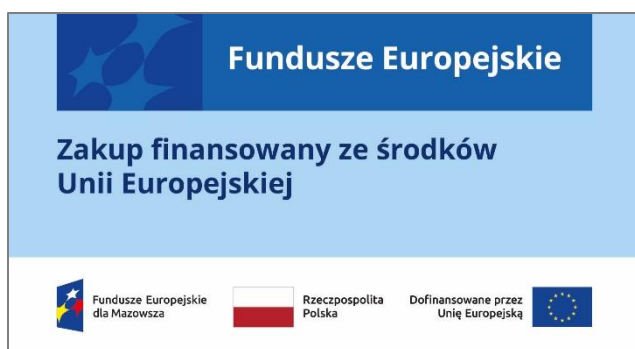 Fundusze Europejskie
Zakup finansowany ze środków
Unii Europejskiej
Fundusze Europejskie
dla Mazowsza
Rzeczpospolita
Polska
Dofinansowane przez
Unię Europejską